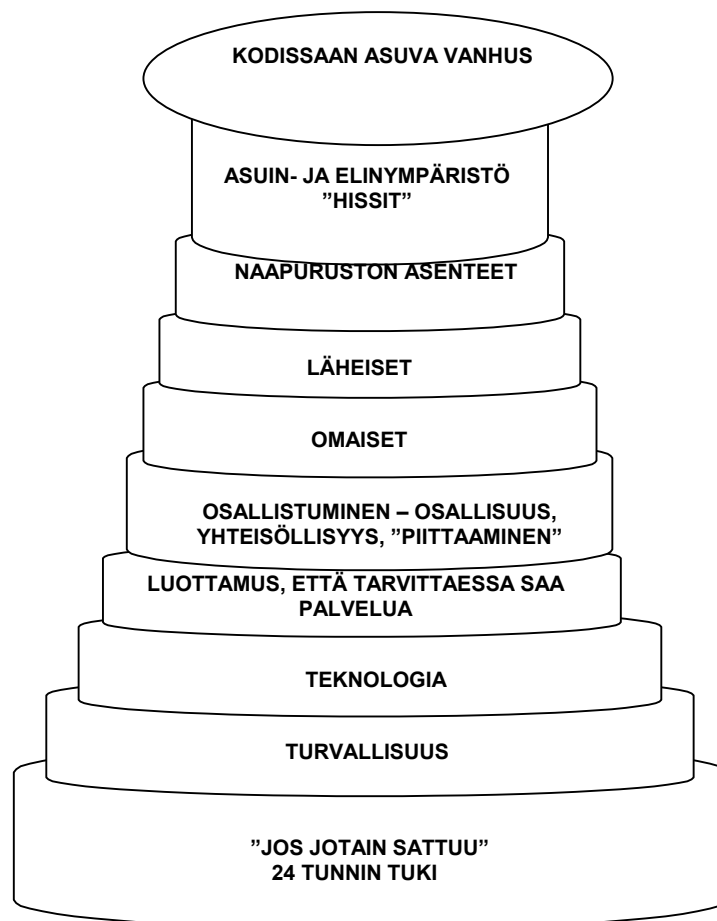 KODISSAAN ASUVA VANHUS
ASUIN- JA ELINYMPÄRISTÖ
”HISSIT”
NAAPURUSTON ASENTEET
LÄHEISET
OMAISET
OSALLISTUMINEN – OSALLISUUS,
YHTEISÖLLISYYS, ”PIITTAAMINEN”
LUOTTAMUS, ETTÄ TARVITTAESSA SAA
PALVELUA
TEKNOLOGIA
TURVALLISUUS
”JOS JOTAIN SATTUU”
24 TUNNIN TUKI